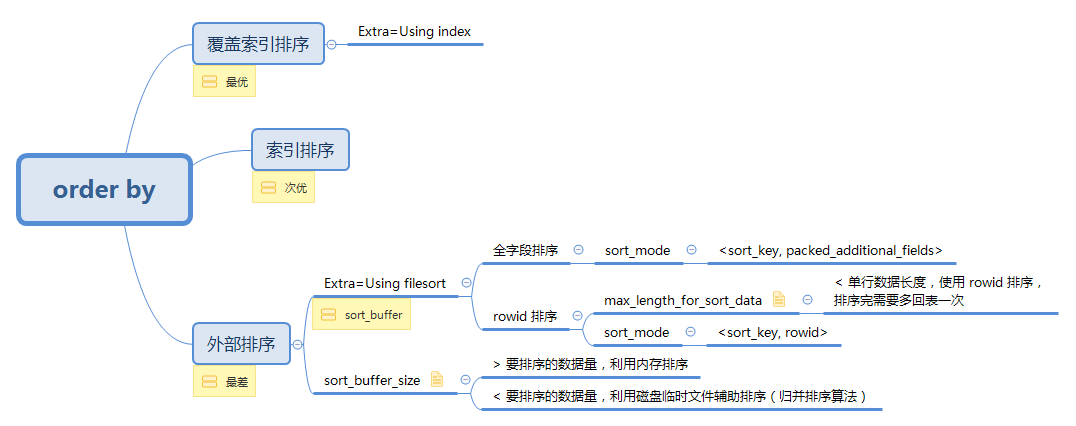 order by
覆盖索引排序
最优
Extra=Using index
索引排序
次优
外部排序
最差
Extra=Using filesort
sort_buffer
全字段排序
sort_mode
<sort_key, packed_additional_fields>
rowid 排序
max_length_for_sort_data
< 单行数据长度，使用 rowid 排序，
排序完需要多回表一次
sort_mode
<sort_key, rowid>
sort_buffer_size
> 要排序的数据量，利用内存排序
< 要排序的数据量，利用磁盘临时文件辅助排序（归并排序算法）